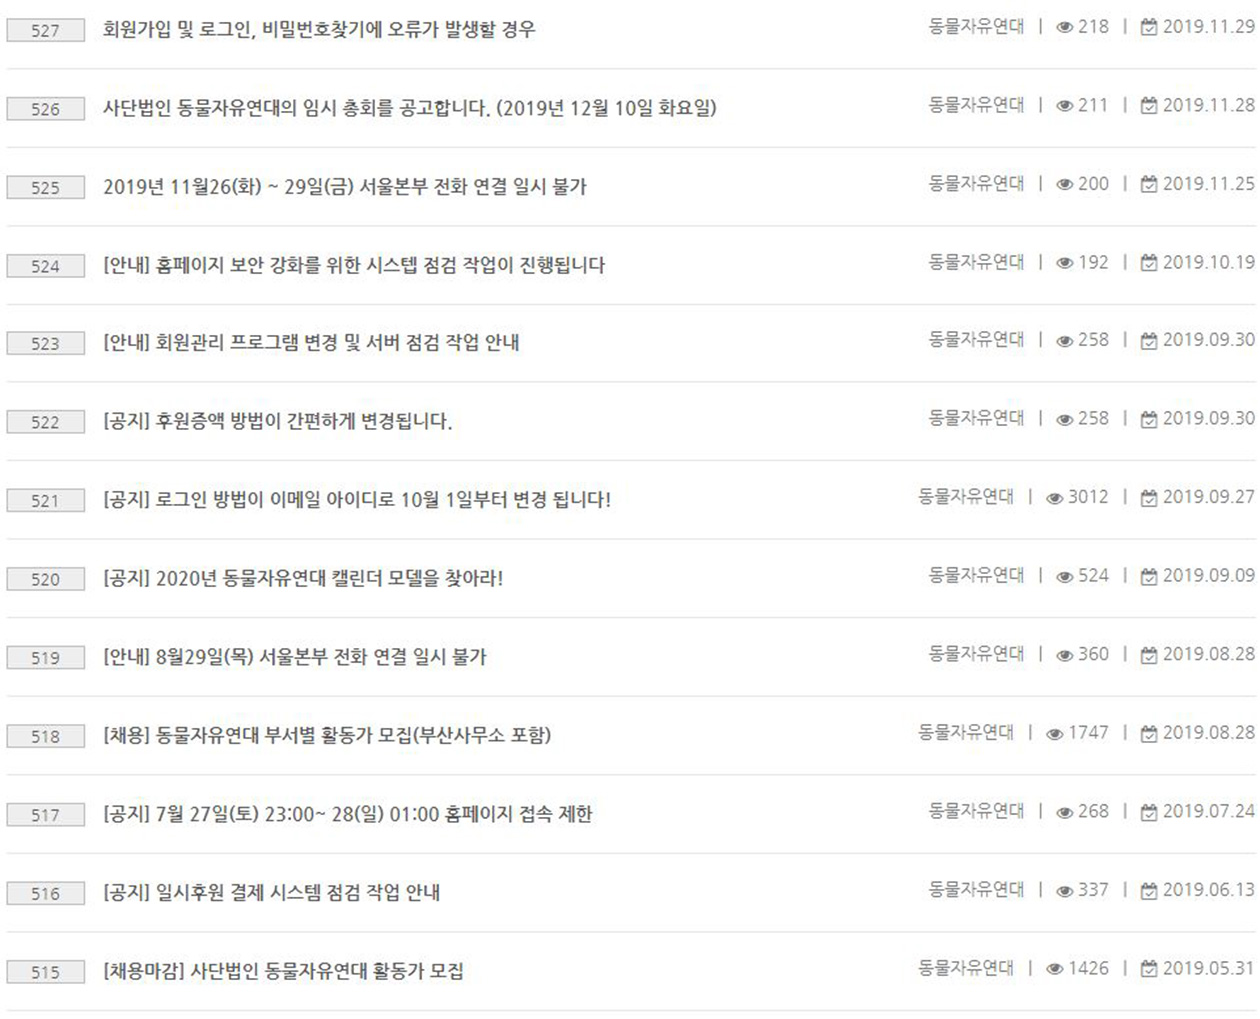 527 회원가입 및 로그인, 비밀번호찾기에 오류가 발생할 경우 동물자유연대 | 218 | 2019.11.29
526 사단법인 동물자유연대의 임시 총회를 공고합니다. (2019년 12월 10일 화요일) 동물자유연대 | 211 | 2019.11.28
525 2019년 11월26(화) ~ 29일(금) 서울본부 전화 연결 일시 불가 동물자유연대 | 200 | 2019.11.25
524 [안내] 홈페이지 보안 강화를 위한 시스템 점검 작업이 진행됩니다 동물자유연대 | 192 | 2019.10.19
523 [안내] 회원관리 프로그램 변경 및 서버 점검 작업 안내 동물자유연대 | 258 | 2019.09.30
522 [공지] 후원증액 방법이 간편하게 변경됩니다. 동물자유연대 | 258 | 2019.09.30
521 [공지] 로그인 방법이 이메일 아이디로 10월 1일부터 변경 됩니다! 동물자유연대 | 3012 | 2019.09.27
520 [공지] 2020년 동물자유연대 캘린더 모델을 찾아라! 동물자유연대 | 524 | 2019.09.09
519 [안내] 8월29일(목) 서울본부 전화 연결 일시 불가 동물자유연대 | 360 | 2019.08.28
518 [채용] 동물자유연대 부서별 활동가 모집(부산사무소 포함) 동물자유연대 | 1747 | 2019.08.28
517 [공지] 7월 27일(토) 23:00~ 28(일) 01:00 홈페이지 접속 제한 동물자유연대 | 268 | 2019.07.24
516 [공지] 일시후원 결제 시스템 점검 작업 안내 동물자유연대 | 337 | 2019.06.13
515 [채용마감] 사단법인 동물자유연대 활동가 모집 동물자유연대 | 1426 | 2019.05.31